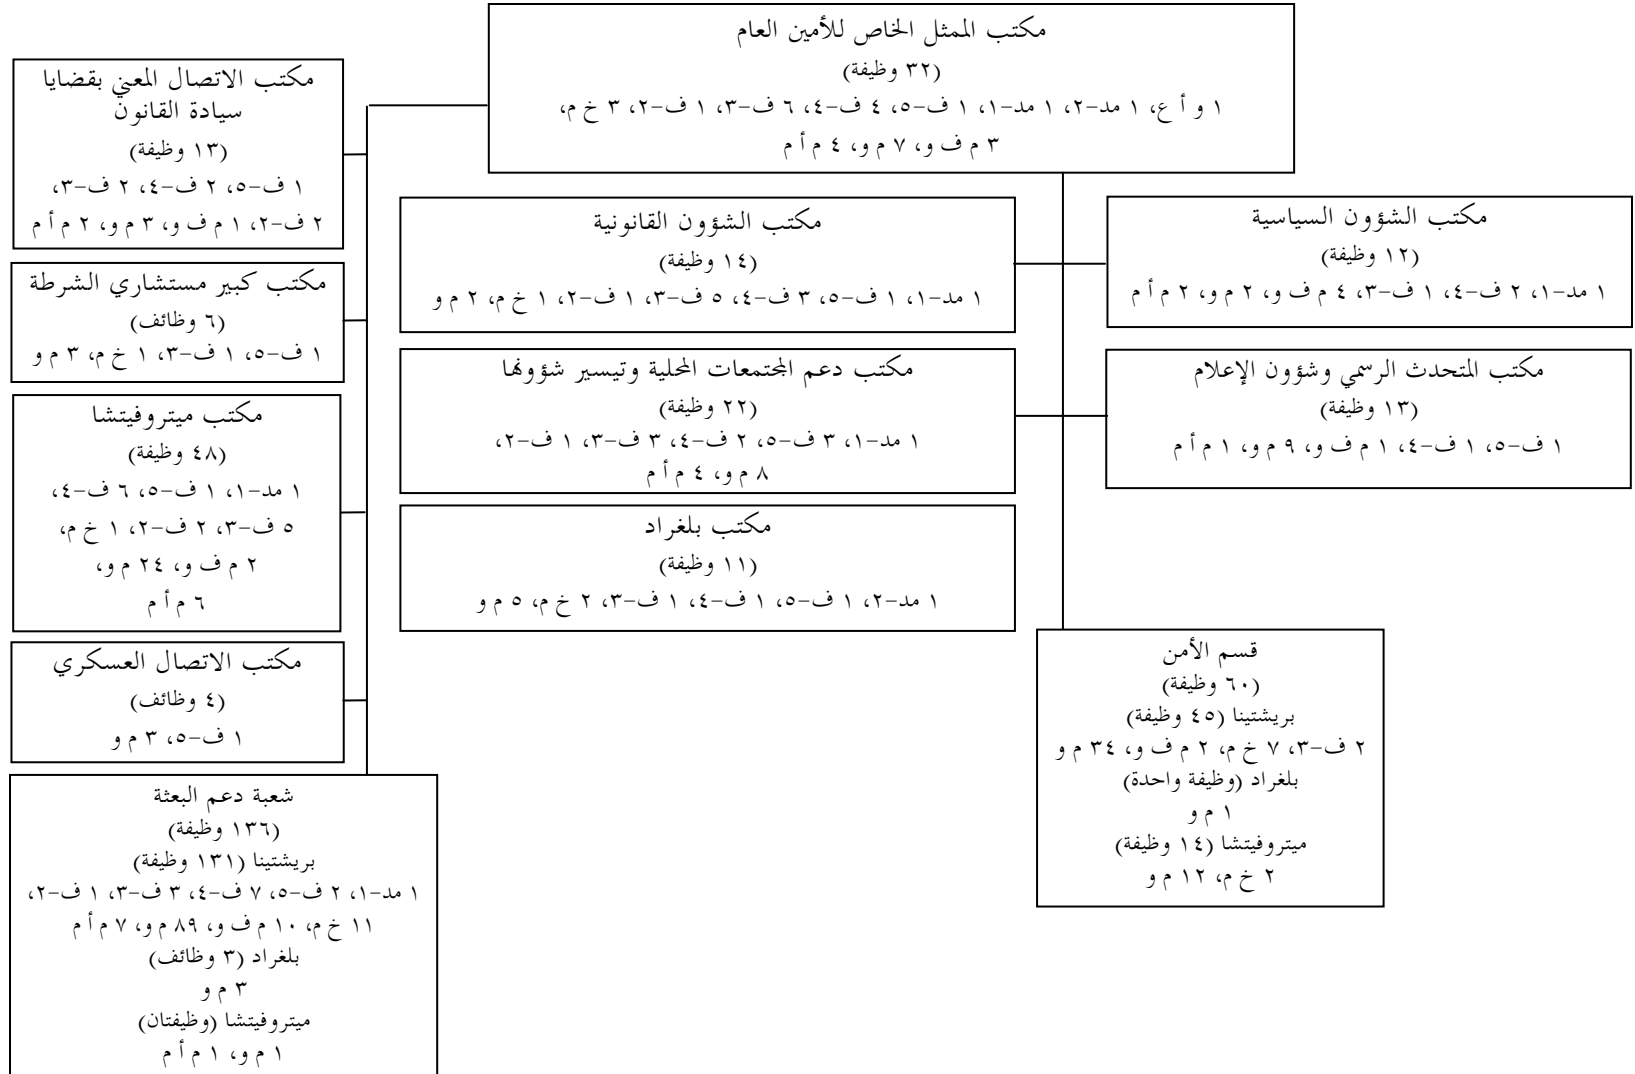 مكتب الممثل الخاص للأمين العام
(٣٢ وظيفة)
١ و أ ع، ١ مد-٢، ١ مد-١، ١ ف-٥، ٤ ف-٤، ٦ ف-٣، ١ ف-٢، ٣ خ م،
٣ م ف و، ٧ م و، ٤ م أ م
مكتب الشؤون السياسية
(١٢ وظيفة)
١ مد-١، ٢ ف-٤، ١ ف-٣، ٤ م ف و، ٢ م و، ٢ م أ م
مكتب الشؤون القانونية
(١٤ وظيفة)
١ مد-١، ١ ف-٥، ٣ ف-٤، ٥ ف-٣، ١ ف-٢، ١ خ م، ٢ م و
مكتب المتحدث الرسمي وشؤون الإعلام
(١٣ وظيفة)
١ ف-٥، ١ ف-٤، ١ م ف و، ٩ م و، ١ م أ م
مكتب دعم المجتمعات المحلية وتيسير شؤونها
(٢٢ وظيفة)
١ مد-١، ٣ ف-٥، ٢ ف-٤، ٣ ف-٣، ١ ف-٢،
٨ م و، ٤ م أ م
مكتب بلغراد
(١١ وظيفة)
١ مد-٢، ١ ف-٥، ١ ف-٤، ١ ف-٣، ٢ خ م، ٥ م و
قسم الأمن
(٦٠ وظيفة)
بريشتينا (٤٥ وظيفة)
٢ ف-٣، ٧ خ م، ٢ م ف و، ٣٤ م و
بلغراد (وظيفة واحدة)
١ م و
ميتروفيتشا (١٤ وظيفة)
٢ خ م، ١٢ م و
مكتب الاتصال المعني بقضايا
سيادة القانون
(١٣ وظيفة)
١ ف-٥، ٢ ف-٤، ٢ ف-٣،
٢ ف-٢، ١ م ف و، ٣ م و، ٢ م أ م
مكتب كبير مستشاري الشرطة
(٦ وظائف)
١ ف-٥، ١ ف-٣، ١ خ م، ٣ م و
مكتب ميتروفيتشا
(٤٨ وظيفة)
١ مد-١، ١ ف-٥، ٦ ف-٤،
٥ ف-٣، ٢ ف-٢، ١ خ م،
٢ م ف و، ٢٤ م و،
٦ م أ م
مكتب الاتصال العسكري
(٤ وظائف)
١ ف-٥، ٣ م و
شعبة دعم البعثة
(١٣٦ وظيفة)
بريشتينا (١٣١ وظيفة)
١ مد-١، ٢ ف-٥، ٧ ف-٤، ٣ ف-٣، ١ ف-٢،
١١ خ م، ١٠ م ف و، ٨٩ م و، ٧ م أ م
بلغراد (٣ وظائف)
٣ م و
ميتروفيتشا (وظيفتان)
١ م و، ١ م أ م